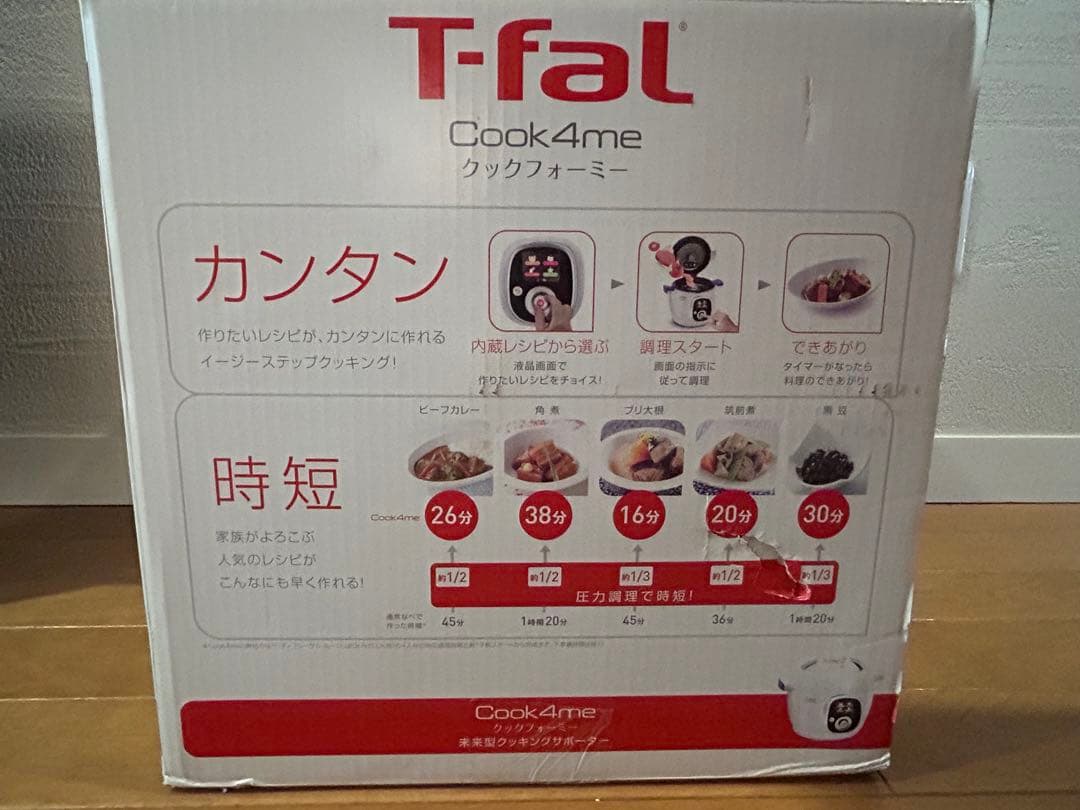 T-fal®
Cook4me
クックフォーミー
カンタン
作りたいレシピが、カンタンに作れる
イージーステップクッキング!
内蔵レシピから選ぶ
液晶画面で
作りたいレシピをチョイス!
調理スタート
画面の指示に
従って調理
できあがり
タイマーがなったら
料理のできあがり!
時短
家族がよろこぶ
人気のレシピが
こんなにも早く作れる!
ビーフカレー 角煮 ブリ大根 筑前煮 黒豆
Cook4me 26分 38分 16分 20分 30分
約1/2 約1/2 約1/3 約1/2 約1/3
圧力調理で時短!
通常なべで
作った時間*
45分 1時間20分 45分 36分 1時間20分
Cook4me
クックフォーミー
未来型クッキングサポーター